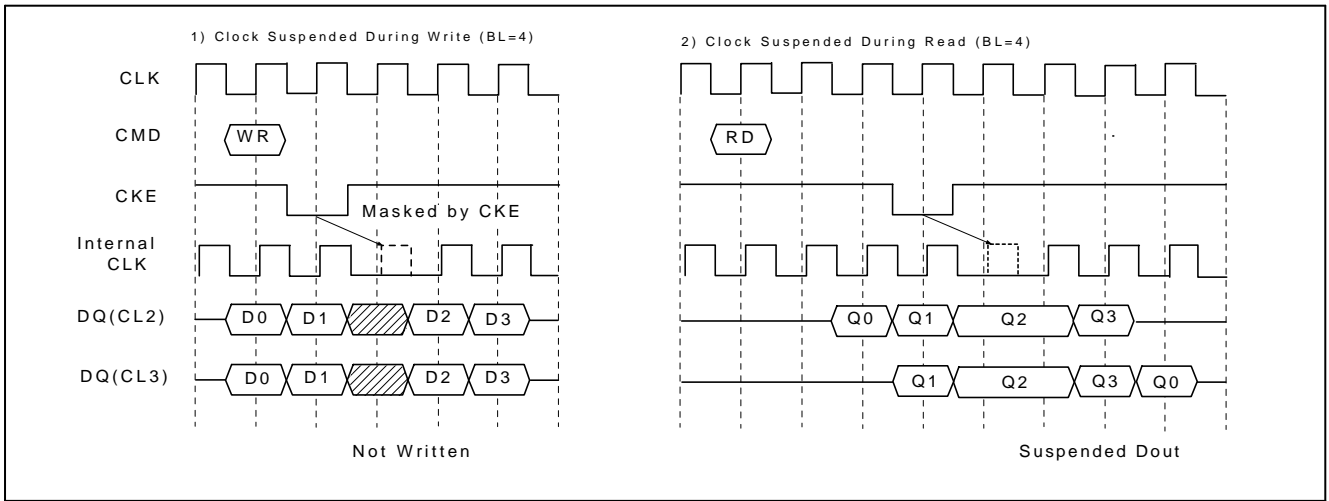 1) Clock Suspended During Write (BL=4)
2) Clock Suspended During Read (BL=4)
CLK
CMD
WR
RD
CKE
Masked by CKE
Internal
CLK
DQ(CL2)
D0 D1 D2 D3
Q0 Q1 Q2 Q3
DQ(CL3)
D0 D1 D2 D3
Q1 Q2 Q3 Q0
Not Written
Suspended Dout